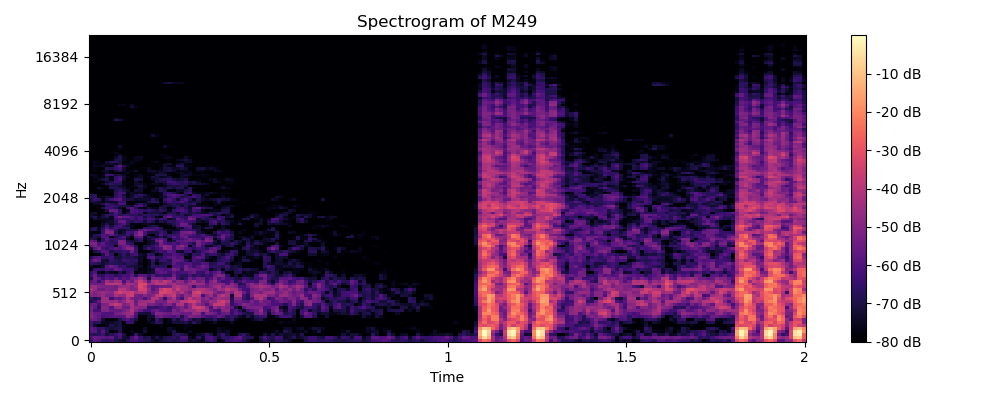 Spectrogram of M249
16384
8192
4096
2048
1024
512
0
Hz
0
0.5
1
1.5
2
Time
-10 dB
-20 dB
-30 dB
-40 dB
-50 dB
-60 dB
-70 dB
-80 dB